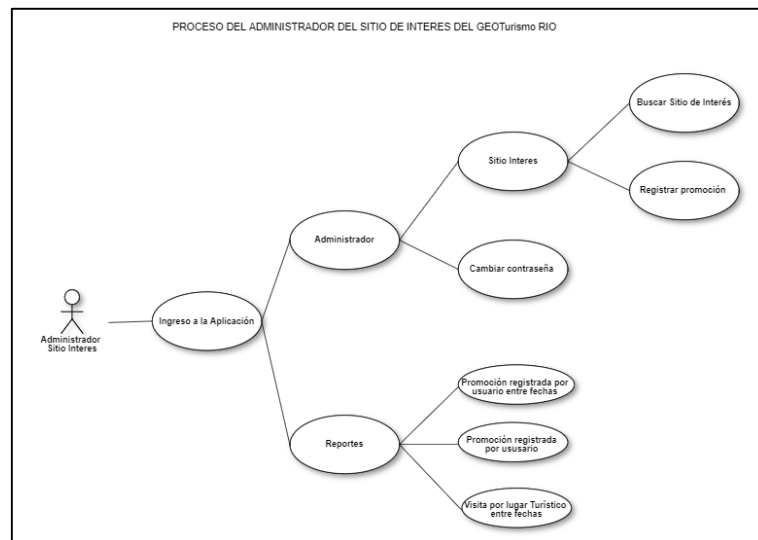 PROCESO DEL ADMINISTRADOR DEL SITIO DE INTERES DEL GEOTurismo RIO
Buscar Sitio de Interés
Sitio Interes
Registrar promoción
Administrador
Cambiar contraseña
Administrador
Sitio Interes
Ingreso a la Aplicación
Promoción registrada por
usuario entre fechas
Reportes
Promoción registrada
por ususario
Visita por lugar Turístico
entre fechas